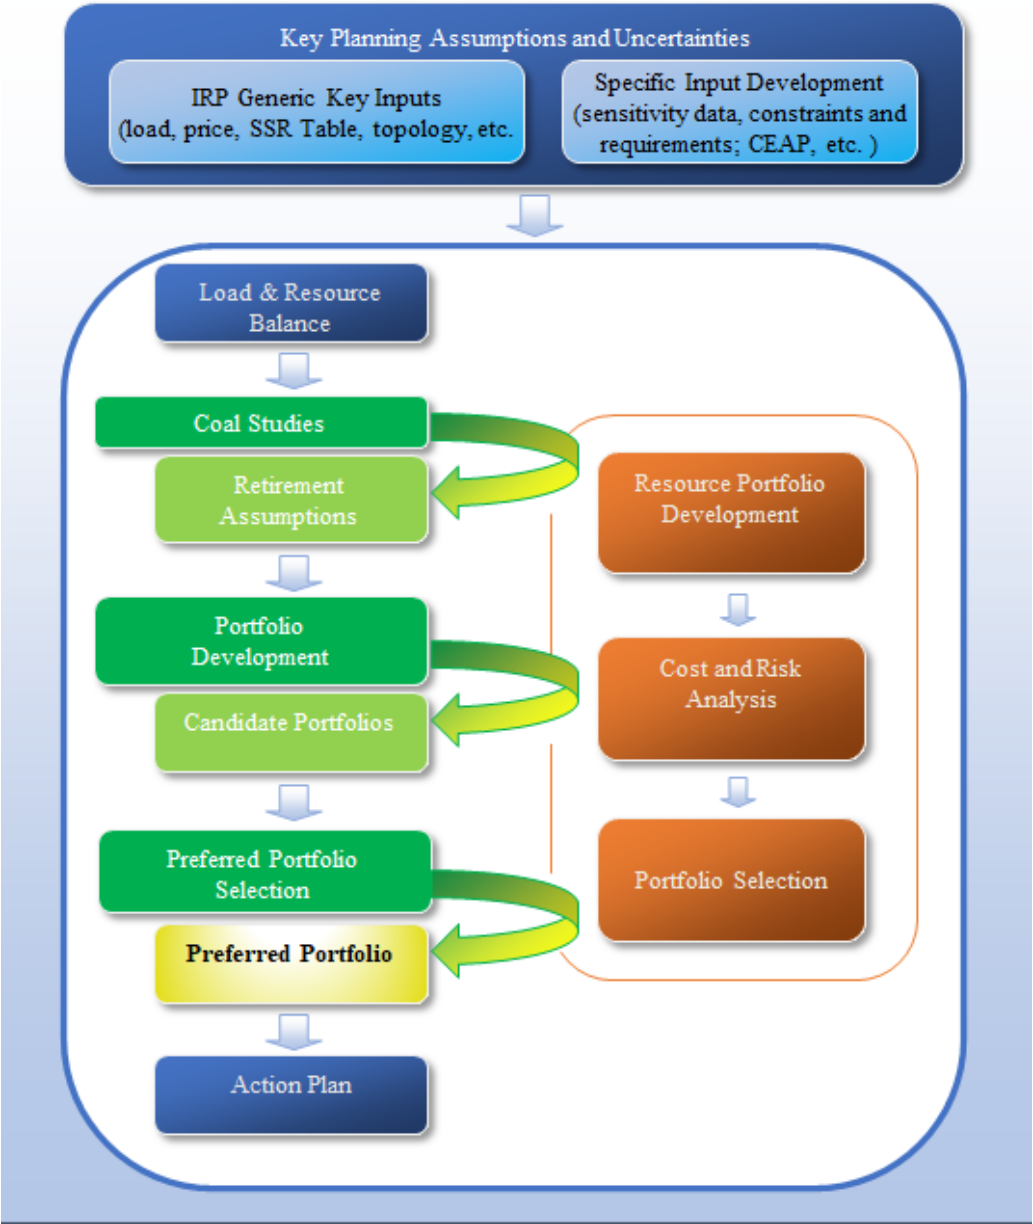 Key Planning Assumptions and Uncertainties
IRP Generic Key Inputs
(load, price, SSR Table, topology, etc.
Specific Input Development
(sensitivity data, constraints and
requirements; CEAP, etc. )
Load & Resource
Balance
Coal Studies
Retirement
Assumptions
Portfolio
Development
Candidate Portfolios
Preferred Portfolio
Selection
Preferred Portfolio
Action Plan
Resource Portfolio
Development
Cost and Risk
Analysis
Portfolio Selection